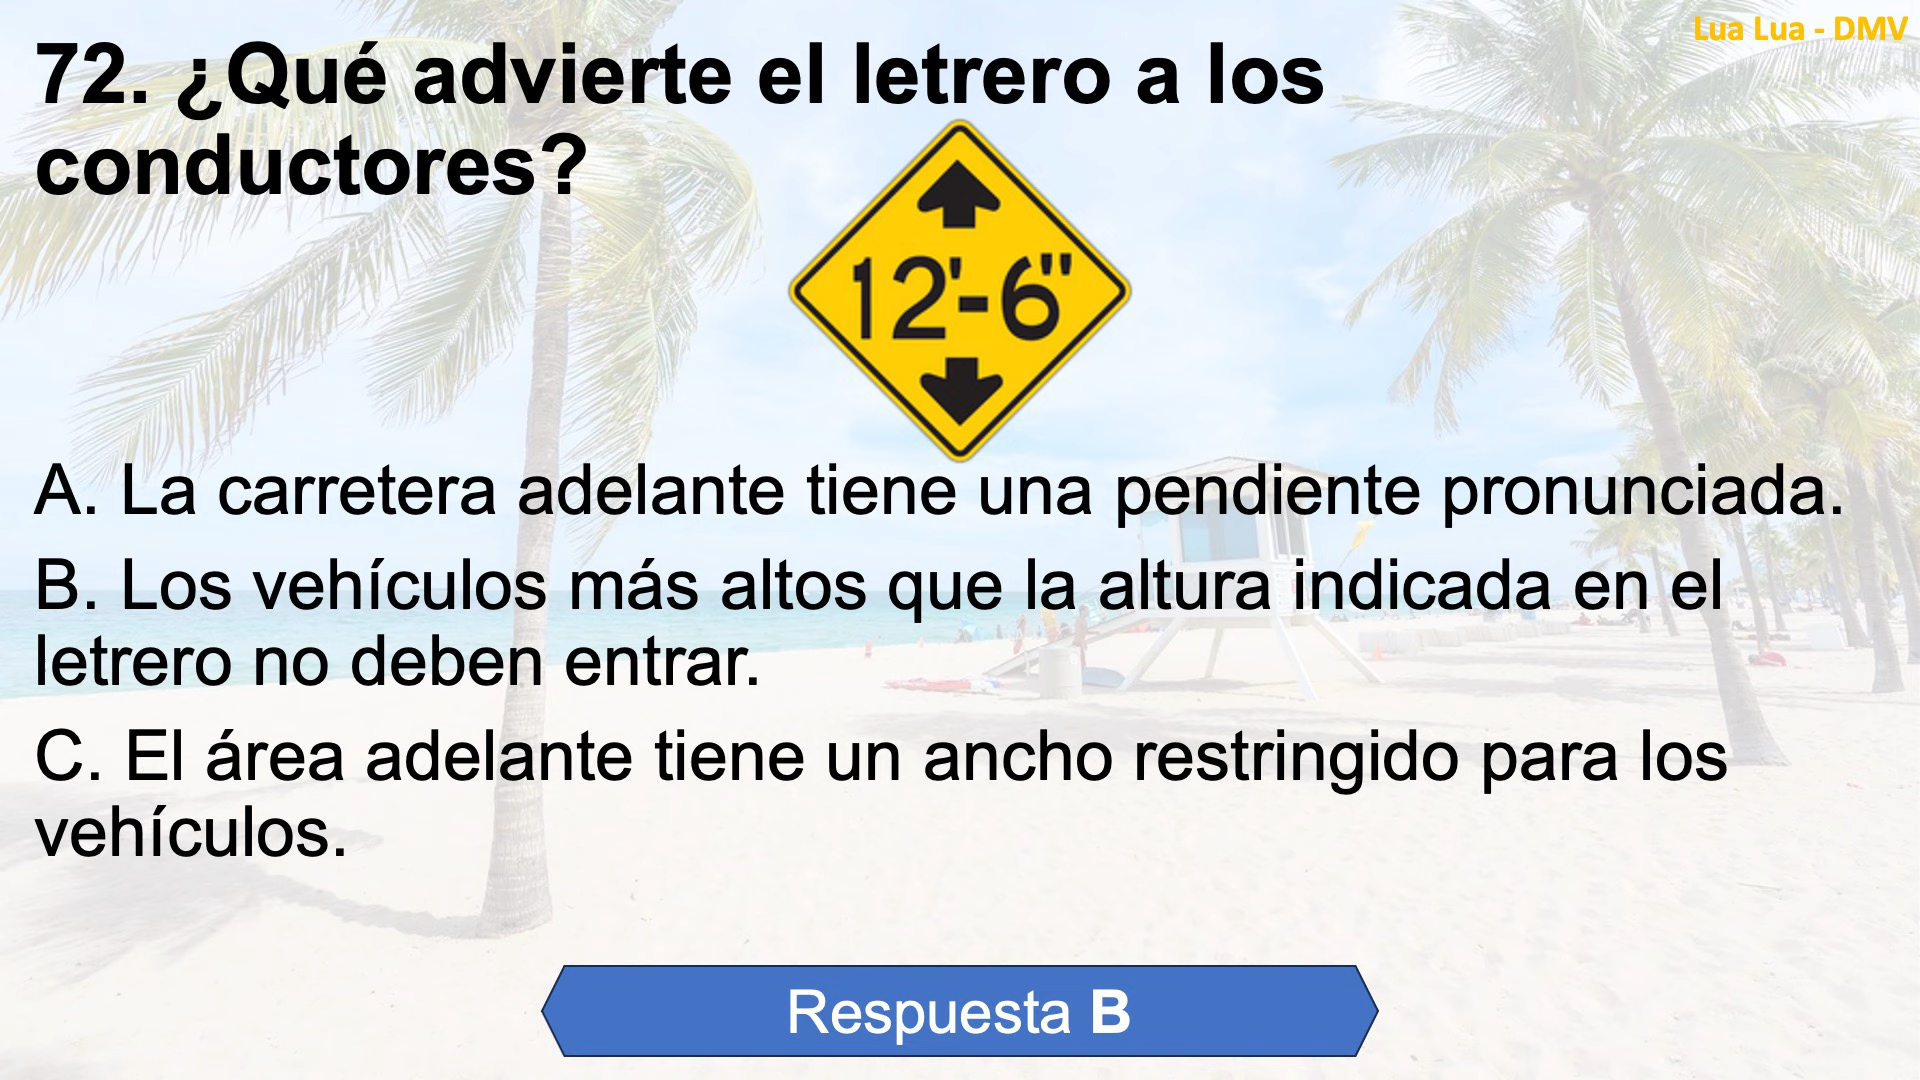 Lua Lua - DMV
72. ¿Qué advierte el letrero a los
conductores?
12'-6"
A. La carretera adelante tiene una pendiente pronunciada.
B. Los vehículos más altos que la altura indicada en el
letrero no deben entrar.
C. El área adelante tiene un ancho restringido para los
vehículos.
Respuesta B